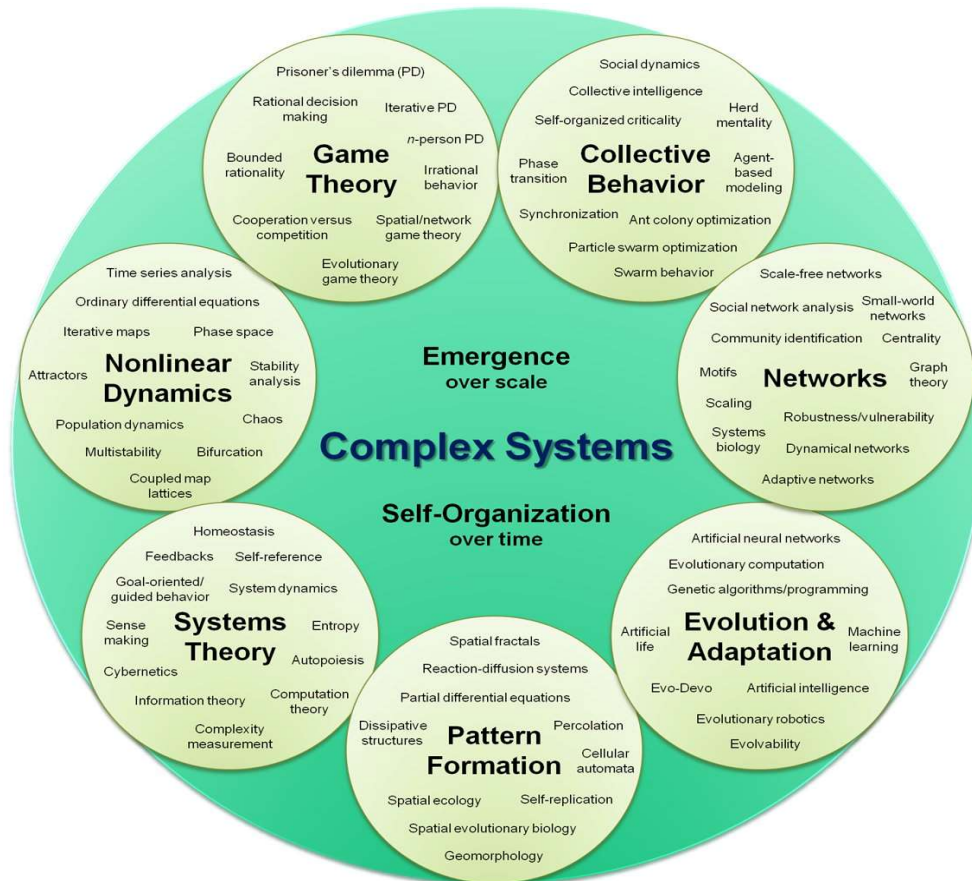 Prisoner's dilemma (PD)
Rational decision
making
Iterative PD
n-person PD
Bounded
rationality
Game
Theory
Irrational
behavior
Cooperation versus
competition
Spatial/network
game theory
Evolutionary
game theory
Social dynamics
Collective intelligence
Herd
mentality
Self-organized criticality
Phase
transition
Collective
Behavior
Agent-
based
modeling
Synchronization
Ant colony optimization
Particle swarm optimization
Swarm behavior
Time series analysis
Ordinary differential equations
Iterative maps
Phase space
Attractors
Nonlinear
Dynamics
Stability
analysis
Chaos
Population dynamics
Multistability
Bifurcation
Coupled map
lattices
Emergence
over scale
Complex Systems
Self-Organization
over time
Scale-free networks
Social network analysis
Small-world
networks
Community identification
Centrality
Motifs
Networks
Graph
theory
Scaling
Robustness/vulnerability
Systems
biology
Dynamical networks
Adaptive networks
Homeostasis
Feedbacks
Self-reference
Goal-oriented/
guided behavior
System dynamics
Sense
making
Systems
Theory
Entropy
Cybernetics
Autopoiesis
Information theory
Computation
theory
Complexity
measurement
Spatial fractals
Reaction-diffusion systems
Partial differential equations
Dissipative
structures
Pattern
Formation
Percolation
Cellular
automata
Spatial ecology
Self-replication
Spatial evolutionary biology
Geomorphology
Artificial neural networks
Evolutionary computation
Genetic algorithms/programming
Artificial
life
Evolution &
Adaptation
Machine
learning
Evo-Devo
Artificial intelligence
Evolutionary robotics
Evolvability